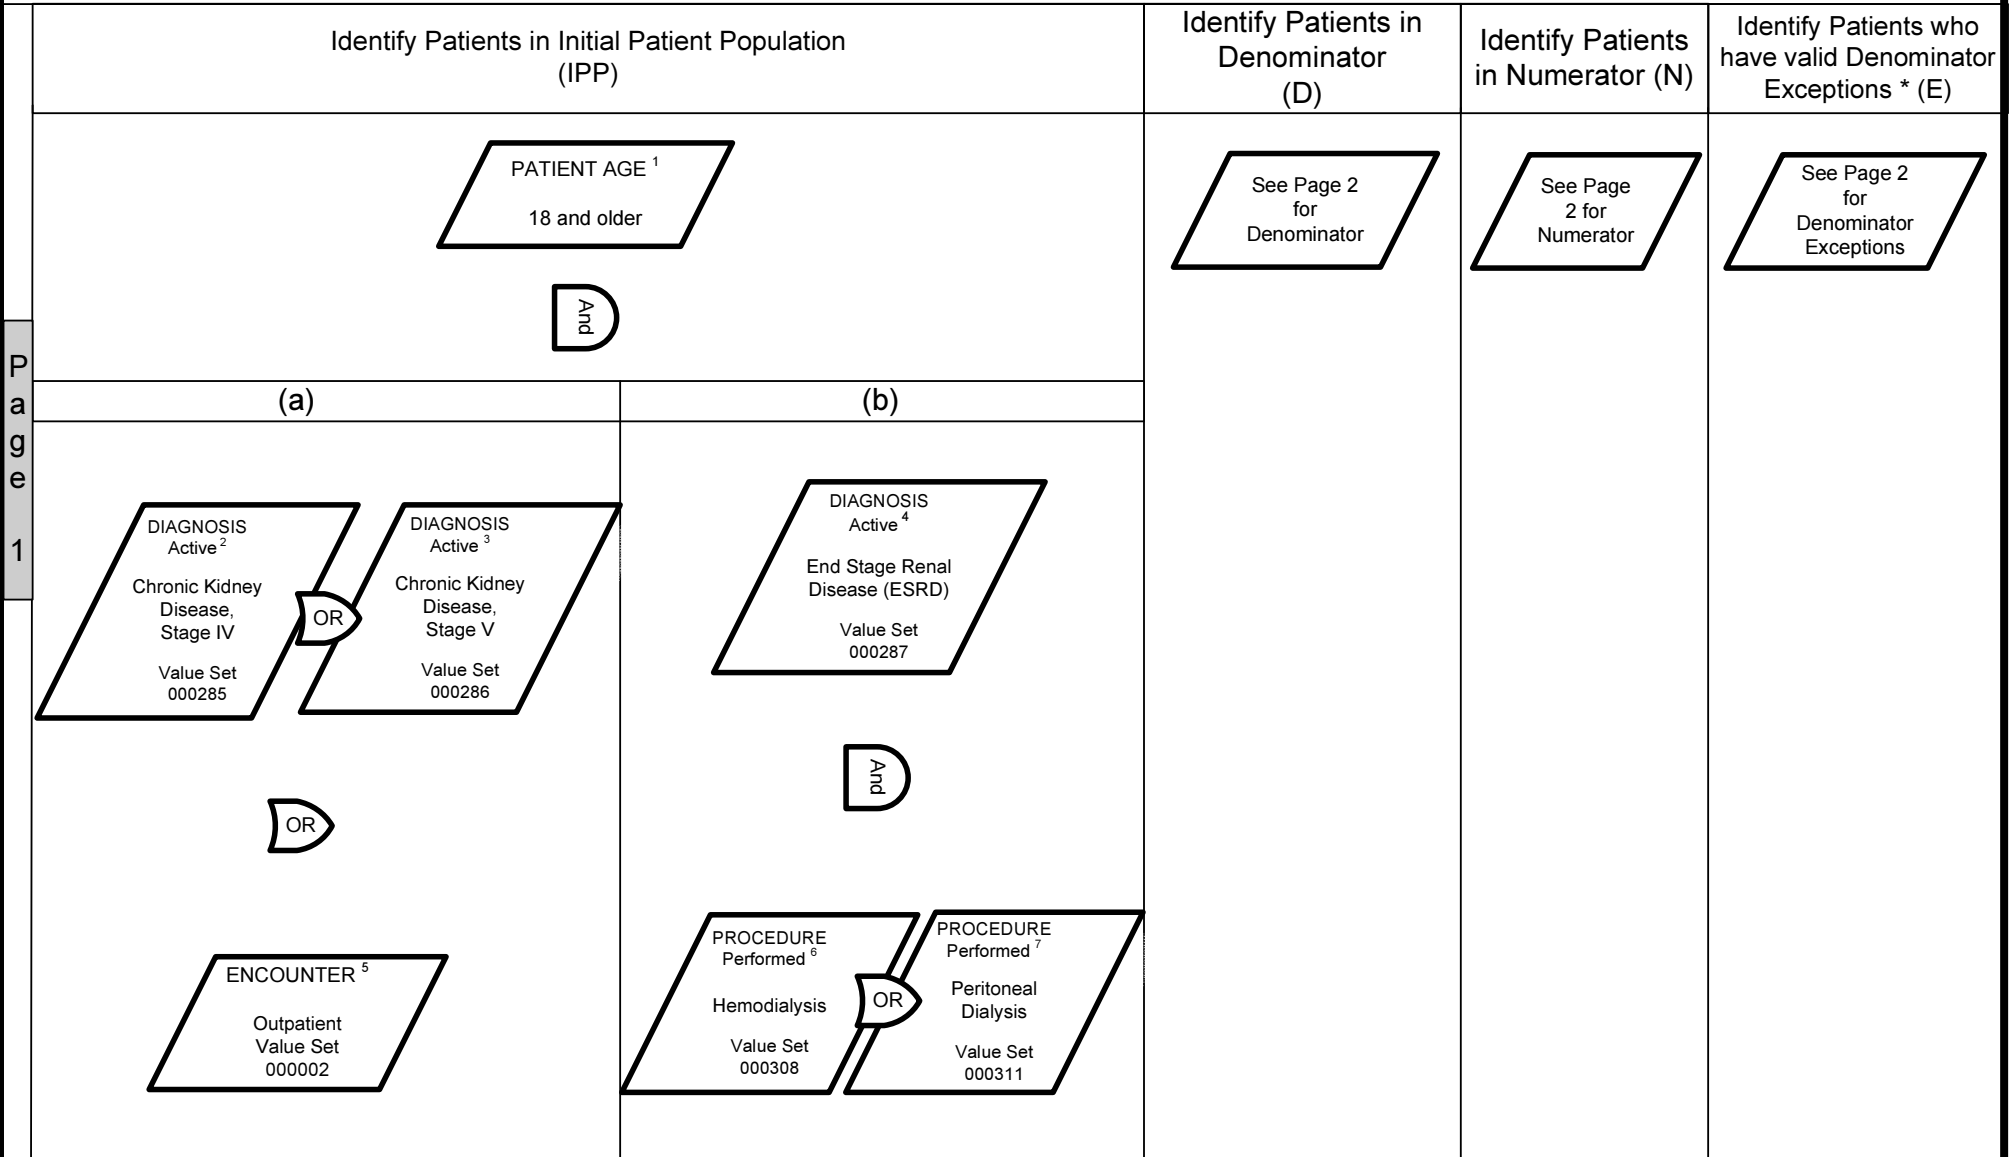 Identify Patients in Initial Patient Population
(IPP)
Identify Patients in
Denominator
(D)
Identify Patients
in Numerator (N)
Identify Patients who
have valid Denominator
Exceptions * (E)
PATIENT AGE 1
18 and older
And
See Page 2
for
Denominator
See Page
2 for
Numerator
See Page 2
for
Denominator
Exceptions
Page 1
(a)
(b)
DIAGNOSIS
Active 2
Chronic Kidney
Disease,
Stage IV
Value Set
000285
OR
DIAGNOSIS
Active 3
Chronic Kidney
Disease,
Stage V
Value Set
000286
OR
ENCOUNTER 5
Outpatient
Value Set
000002
DIAGNOSIS
Active 4
End Stage Renal
Disease (ESRD)
Value Set
000287
And
PROCEDURE
Performed 6
Hemodialysis
Value Set
000308
OR
PROCEDURE
Performed 7
Peritoneal
Dialysis
Value Set
000311